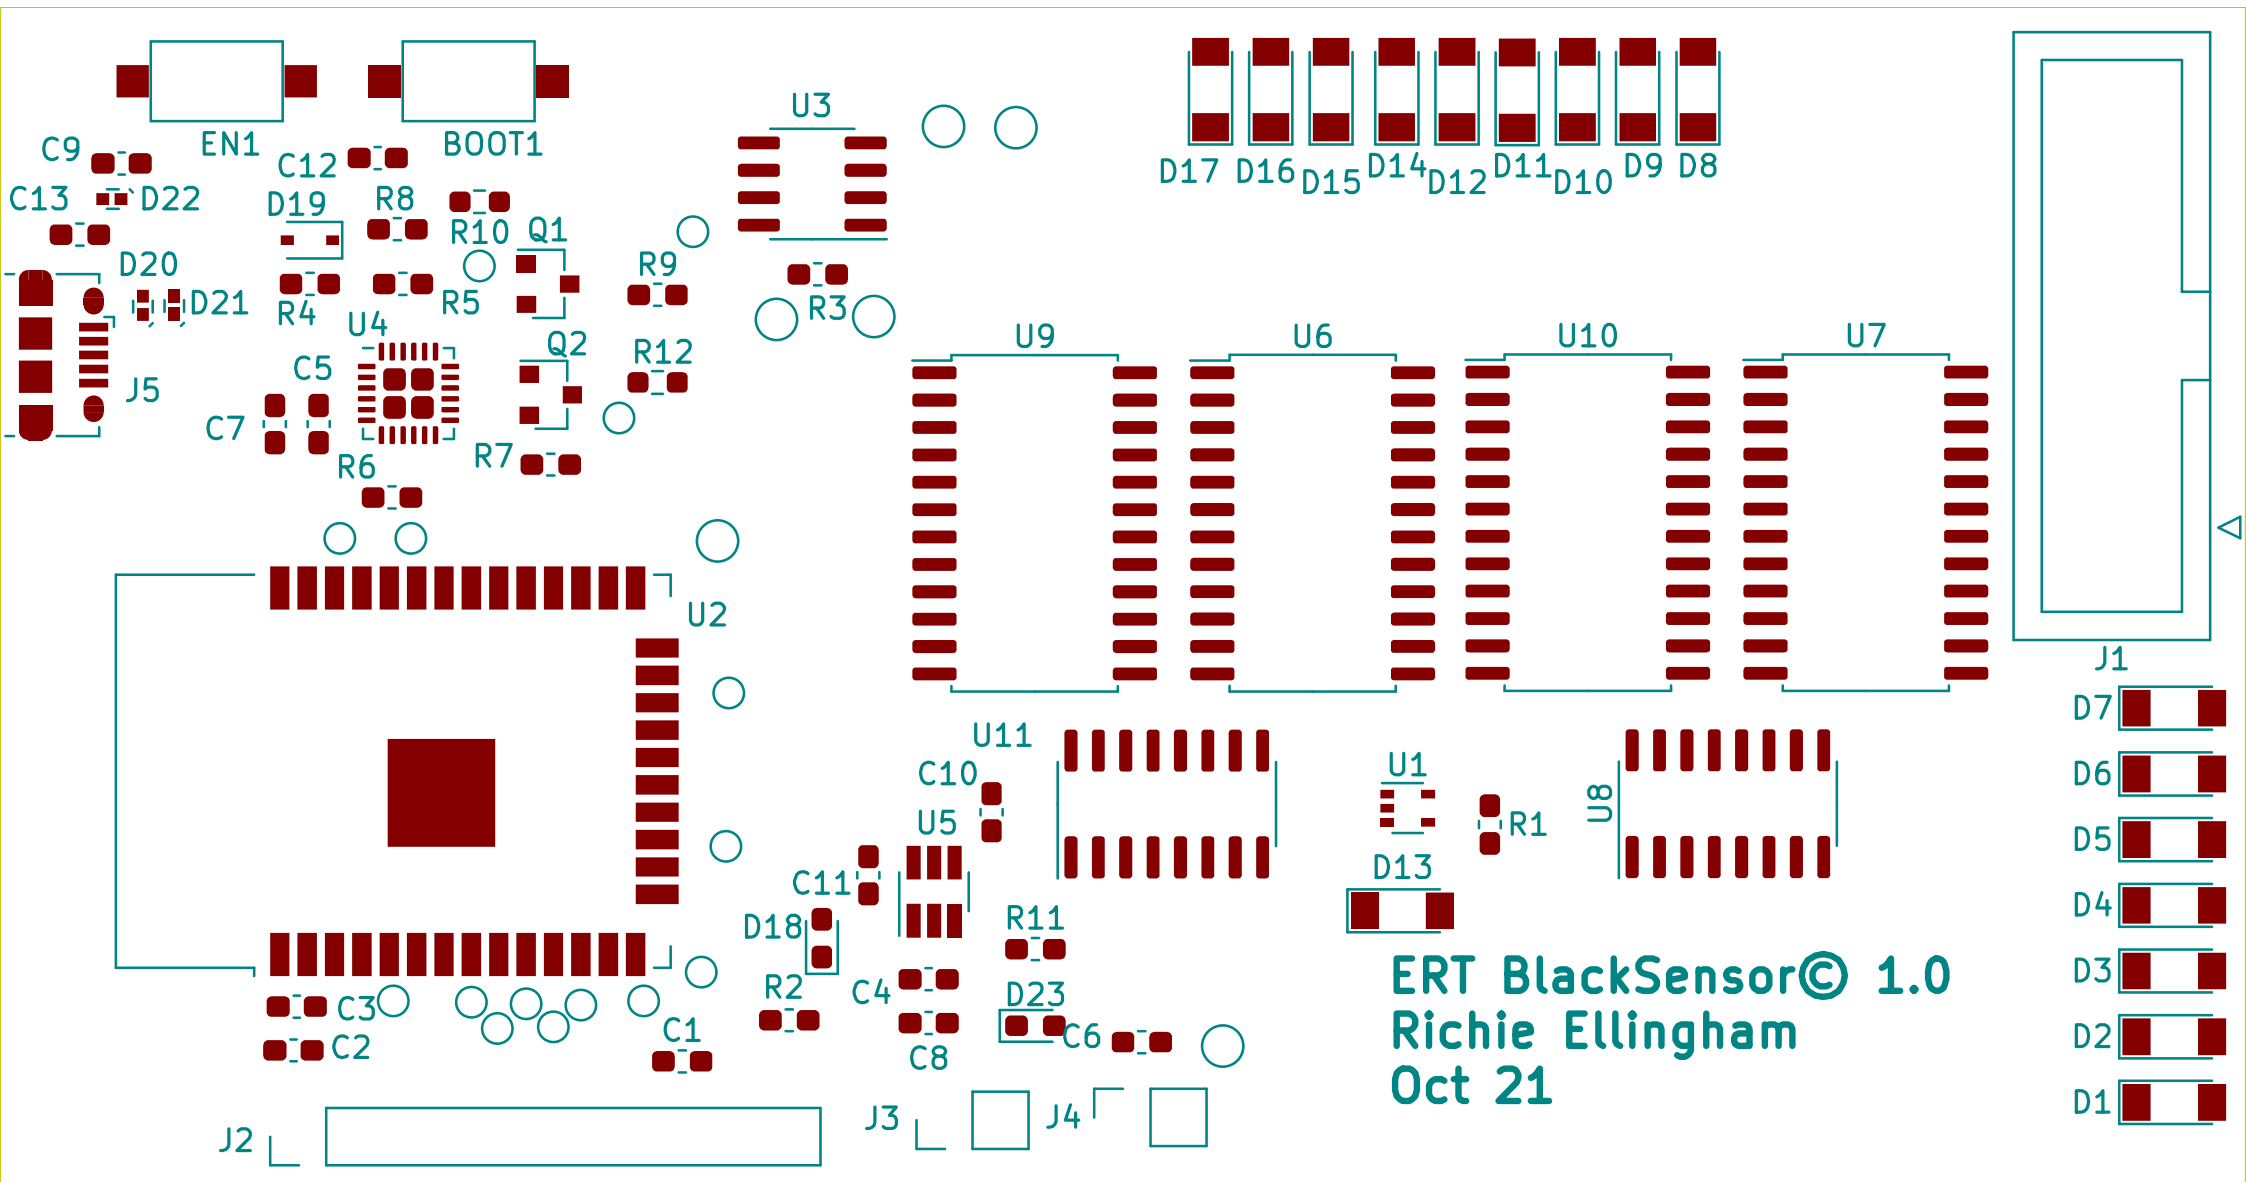 U3
EN1
BOOT1
C9
C12
D17
D16
D15
D14
D12
D11
D10
D9
D8
C13
D22
D19
R8
R10
Q1
D20
D21
R4
R5
R9
R3
U4
Q2
R12
J5
C5
C7
R6
R7
U9
U6
U10
U7
U2
J1
D7
D6
D5
D4
D3
D2
D1
U11
C10
U5
U1
R1
U8
C11
D13
D18
R11
R2
C4
D23
C3
C2
C1
C8
C6
ERT BlackSensor© 1.0
Richie Ellingham
Oct 21
J2
J3
J4